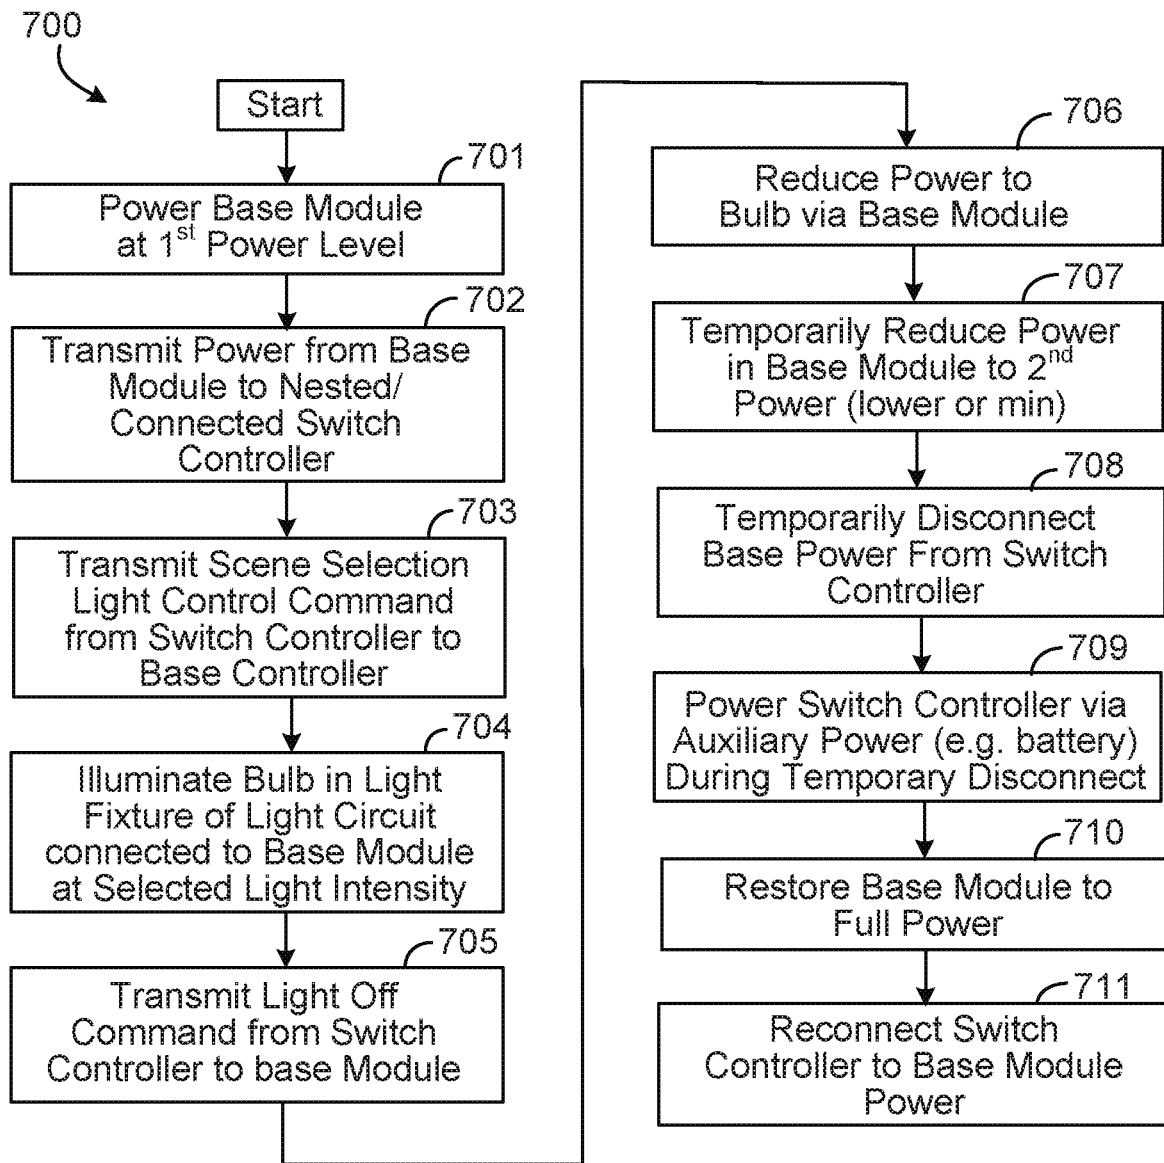 700
Start
701
Power Base Module
at 1st Power Level
702
Transmit Power from Base
Module to Nested/
Connected Switch
Controller
703
Transmit Scene Selection
Light Control Command
from Switch Controller to
Base Controller
704
Illuminate Bulb in Light
Fixture of Light Circuit
connected to Base Module
at Selected Light Intensity
705
Transmit Light Off
Command from Switch
Controller to base Module
706
Reduce Power to
Bulb via Base Module
707
Temporarily Reduce Power
in Base Module to 2nd
Power (lower or min)
708
Temporarily Disconnect
Base Power From Switch
Controller
709
Power Switch Controller via
Auxiliary Power (e.g. battery)
During Temporary Disconnect
710
Restore Base Module to
Full Power
711
Reconnect Switch
Controller to Base Module
Power